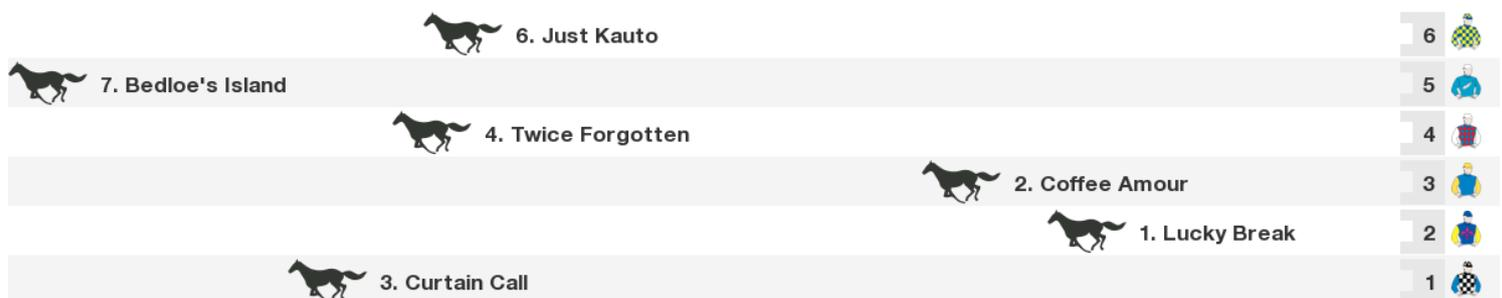 6. Just Kauto 6
7. Bedloe's Island 5
4. Twice Forgotten 4
2. Coffee Amour 3
1. Lucky Break 2
3. Curtain Call 1